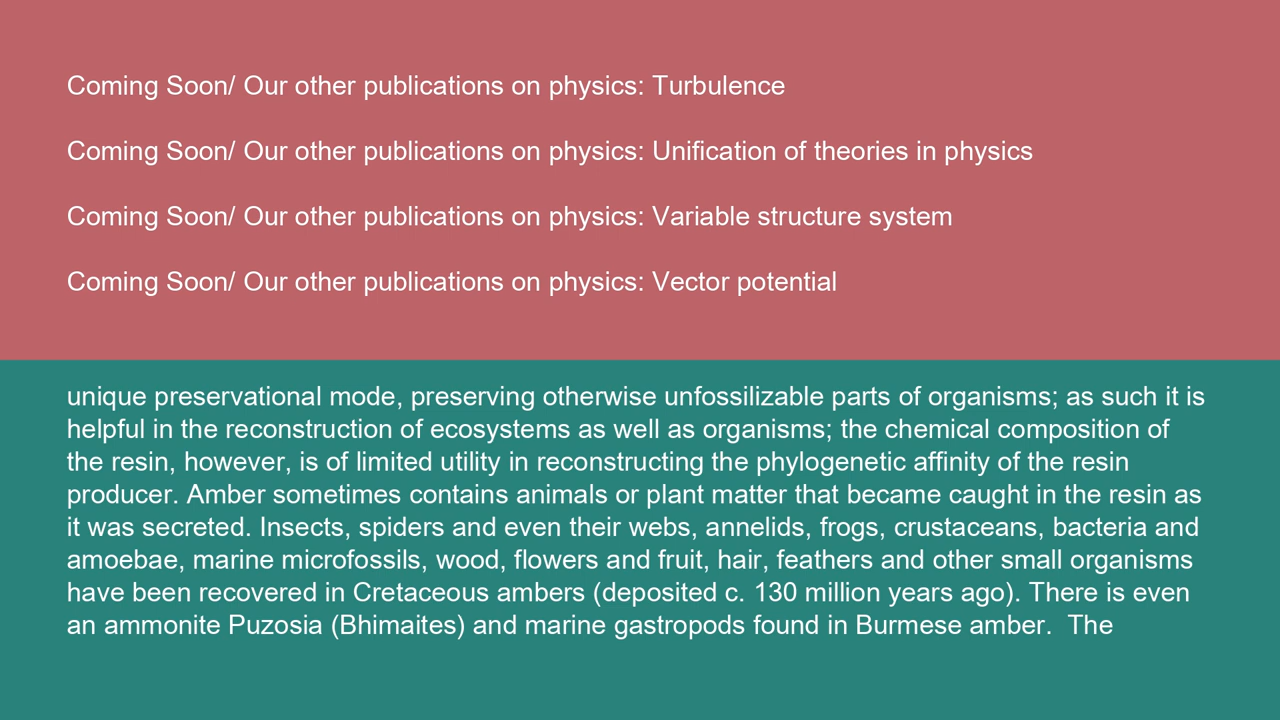 Coming Soon/ Our other publications on physics: Turbulence
Coming Soon/ Our other publications on physics: Unification of theories in physics
Coming Soon/ Our other publications on physics: Variable structure system
Coming Soon/ Our other publications on physics: Vector potential
unique preservational mode, preserving otherwise unfossilizable parts of organisms; as such it is
helpful in the reconstruction of ecosystems as well as organisms; the chemical composition of
the resin, however, is of limited utility in reconstructing the phylogenetic affinity of the resin
producer. Amber sometimes contains animals or plant matter that became caught in the resin as
it was secreted. Insects, spiders and even their webs, annelids, frogs, crustaceans, bacteria and
amoebae, marine microfossils, wood, flowers and fruit, hair, feathers and other small organisms
have been recovered in Cretaceous ambers (deposited c. 130 million years ago). There is even
an ammonite Puzosia (Bhimaites) and marine gastropods found in Burmese amber.  The